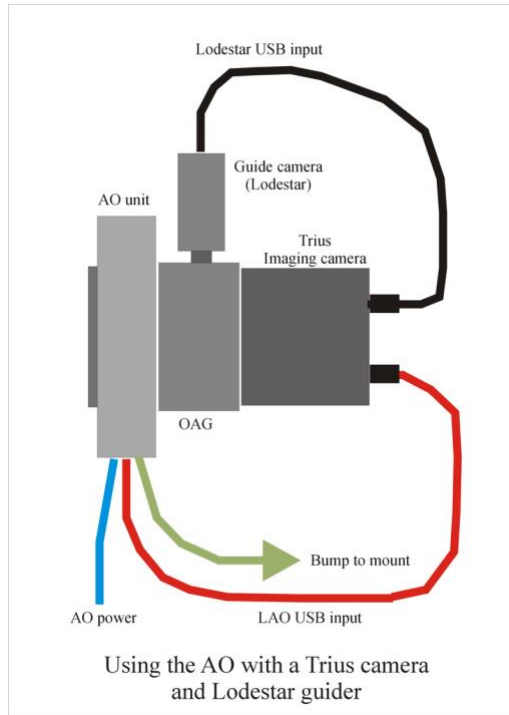 Lodestar USB input
Guide camera
(Lodestar)
AO unit
Trius
Imaging camera
OAG
Bump to mount
AO power
LAO USB input
Using the AO with a Trius camera
and Lodestar guider